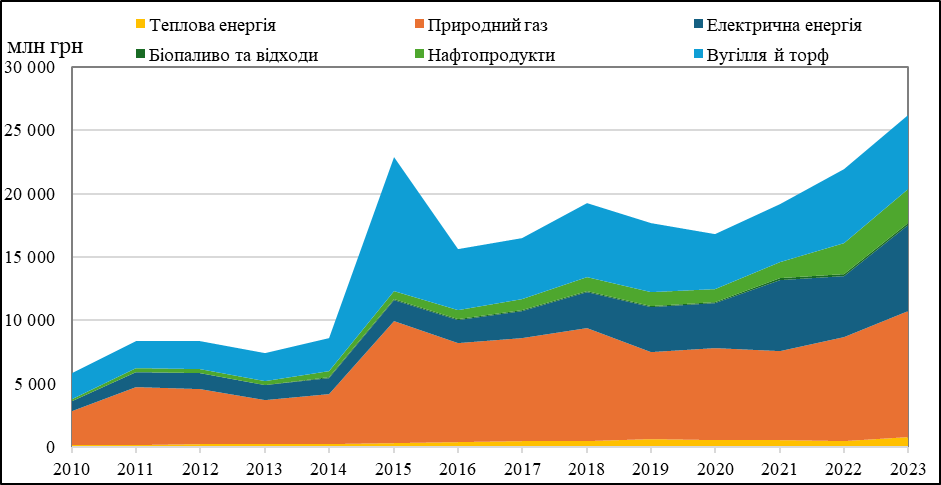 Теплова енергія Природний газ Електрична енергія
млн грн
Біопаливо та відходи Нафтопродукти Вугілля й торф
30 000
25 000
20 000
15 000
10 000
5 000
0
2010 2011 2012 2013 2014 2015 2016 2017 2018 2019 2020 2021 2022 2023